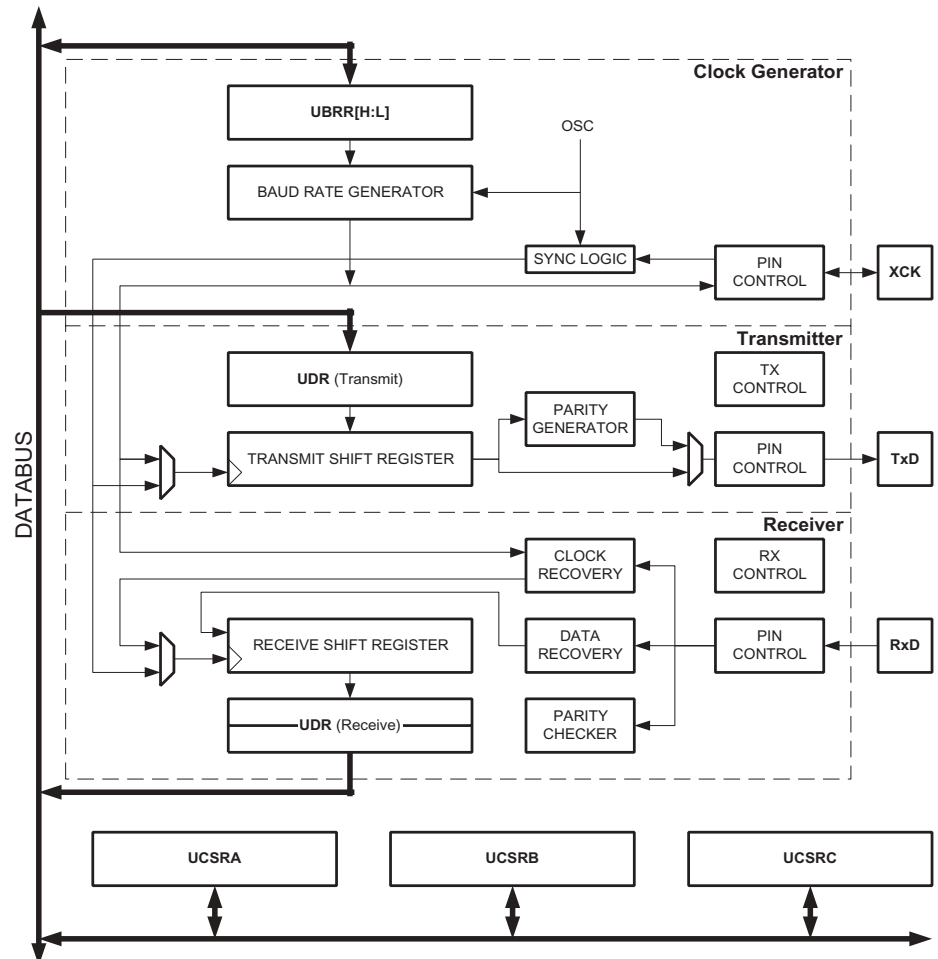 Clock Generator
UBRR[H:L]
OSC
BAUD RATE GENERATOR
SYNC LOGIC
PIN
CONTROL
XCK
Transmitter
UDR (Transmit)
TX
CONTROL
PARITY
GENERATOR
TRANSMIT SHIFT REGISTER
PIN
CONTROL
TxD
DATABUS
Receiver
CLOCK
RECOVERY
RX
CONTROL
RECEIVE SHIFT REGISTER
DATA
RECOVERY
PIN
CONTROL
RxD
UDR (Receive)
PARITY
CHECKER
UCSRA
UCSRB
UCSRC